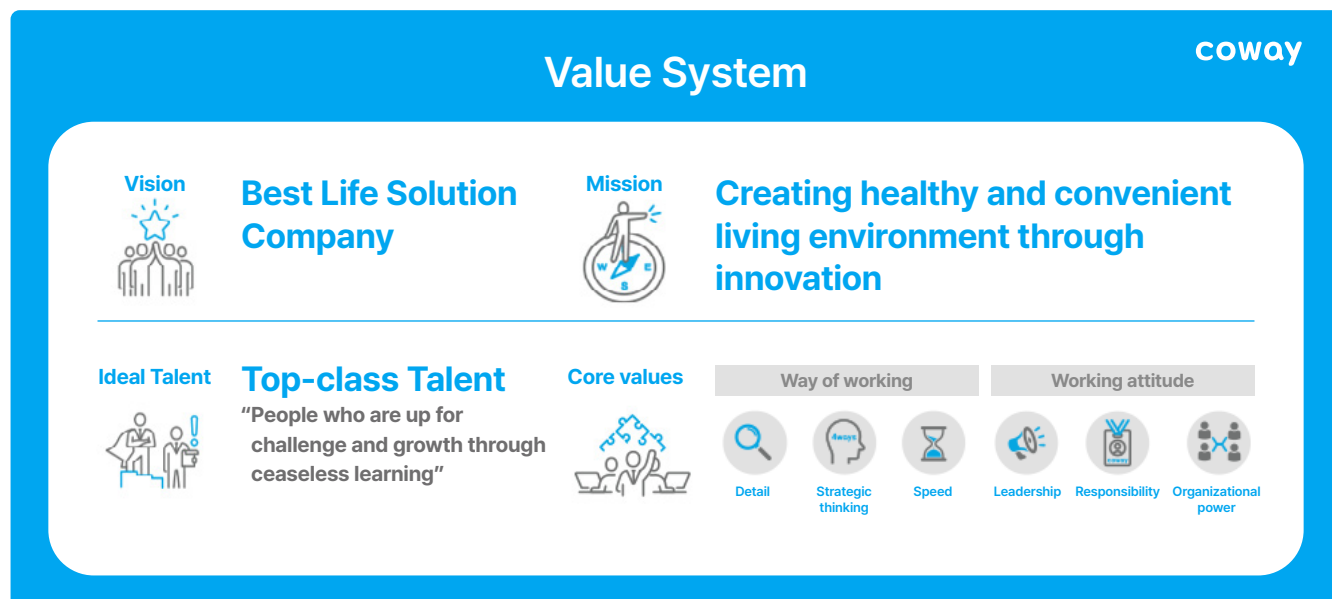 coway
Value System
Vision
Best Life Solution
Company
Mission
Creating healthy and convenient
living environment through
innovation
W
E
S
Ideal Talent
Top-class Talent
“People who are up for
challenge and growth through
ceaseless learning”
Core values
Way of working
Detail
Strategic
thinking
Speed
Working attitude
Leadership
coway
Responsibility
Organizational
power